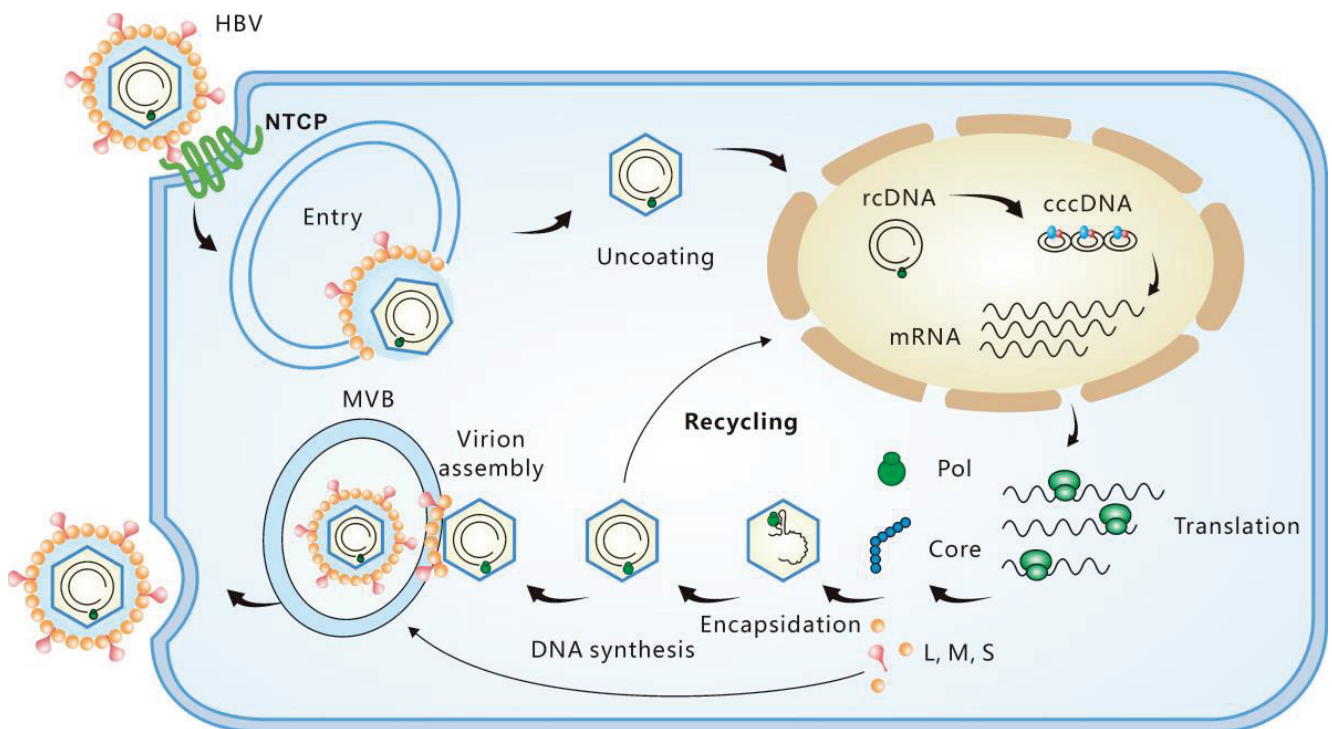 HBV
NTCP
Entry
Uncoating
rcDNA
cccDNA
mRNA
MVB
Virion
assembly
Recycling
Pol
Core
Translation
Encapsidation
DNA synthesis
L, M, S